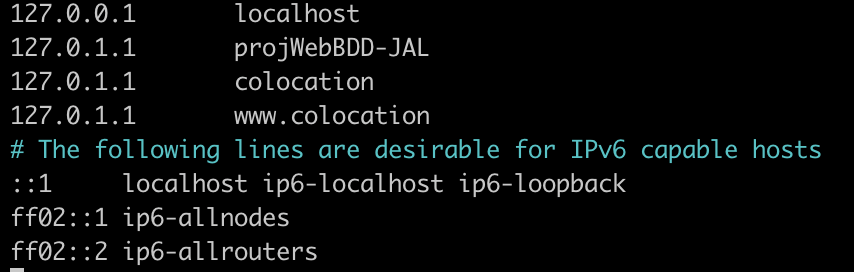 127.0.0.1 localhost
127.0.1.1 projWebBDD-JAL
127.0.1.1 colocation
127.0.1.1 www.colocation
# The following lines are desirable for IPv6 capable hosts
::1 localhost ip6-localhost ip6-loopback
ff02::1 ip6-allnodes
ff02::2 ip6-allrouters